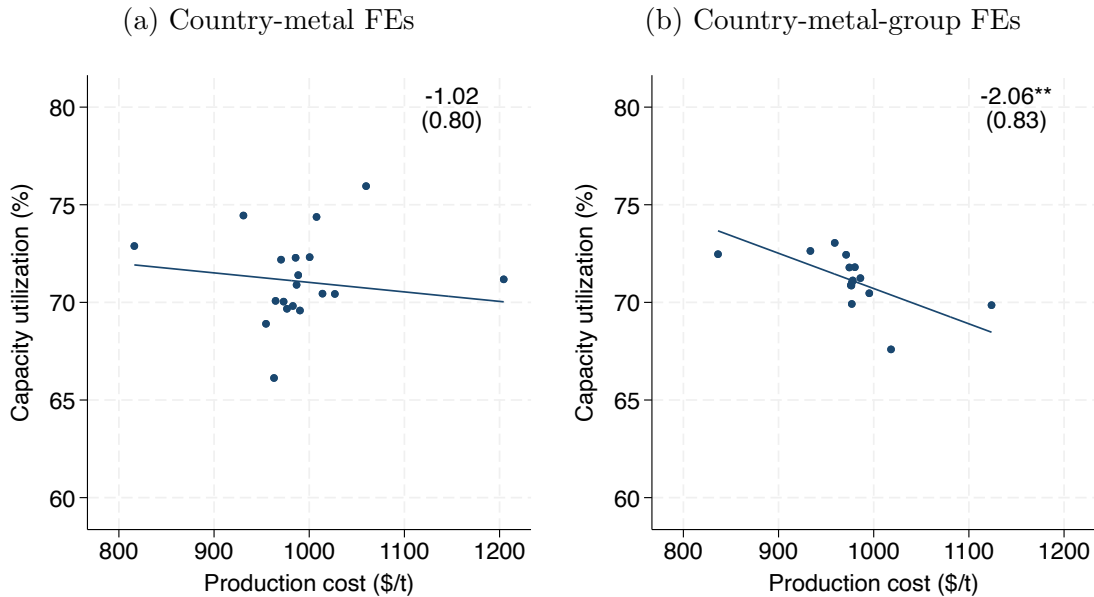 (a) Country-metal FEs
-1.02
(0.80)
80
75
70
65
60
Capacity utilization (%)
800 900 1000 1100 1200
Production cost ($/t)
(b) Country-metal-group FEs
-2.06**
(0.83)
80
75
70
65
60
Capacity utilization (%)
800 900 1000 1100 1200
Production cost ($/t)